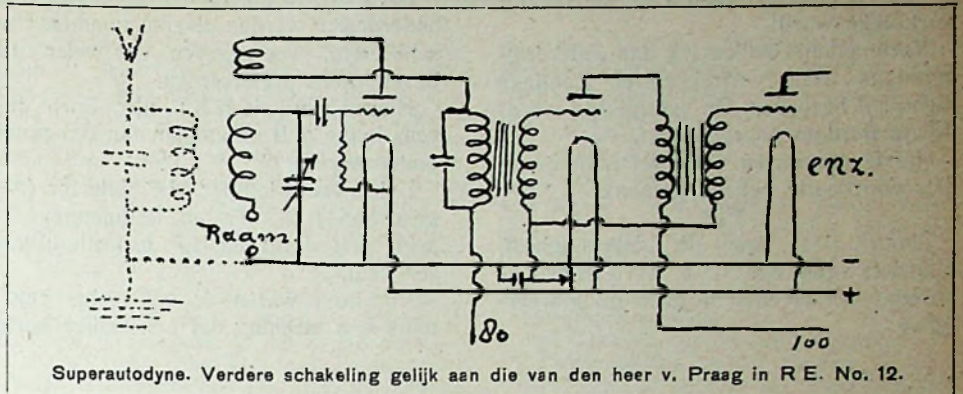 Raam
enz.
-
+
80
100
Superautodyne. Verdere schakeling gelijk aan die van den heer v. Praag in R E. No. 12.